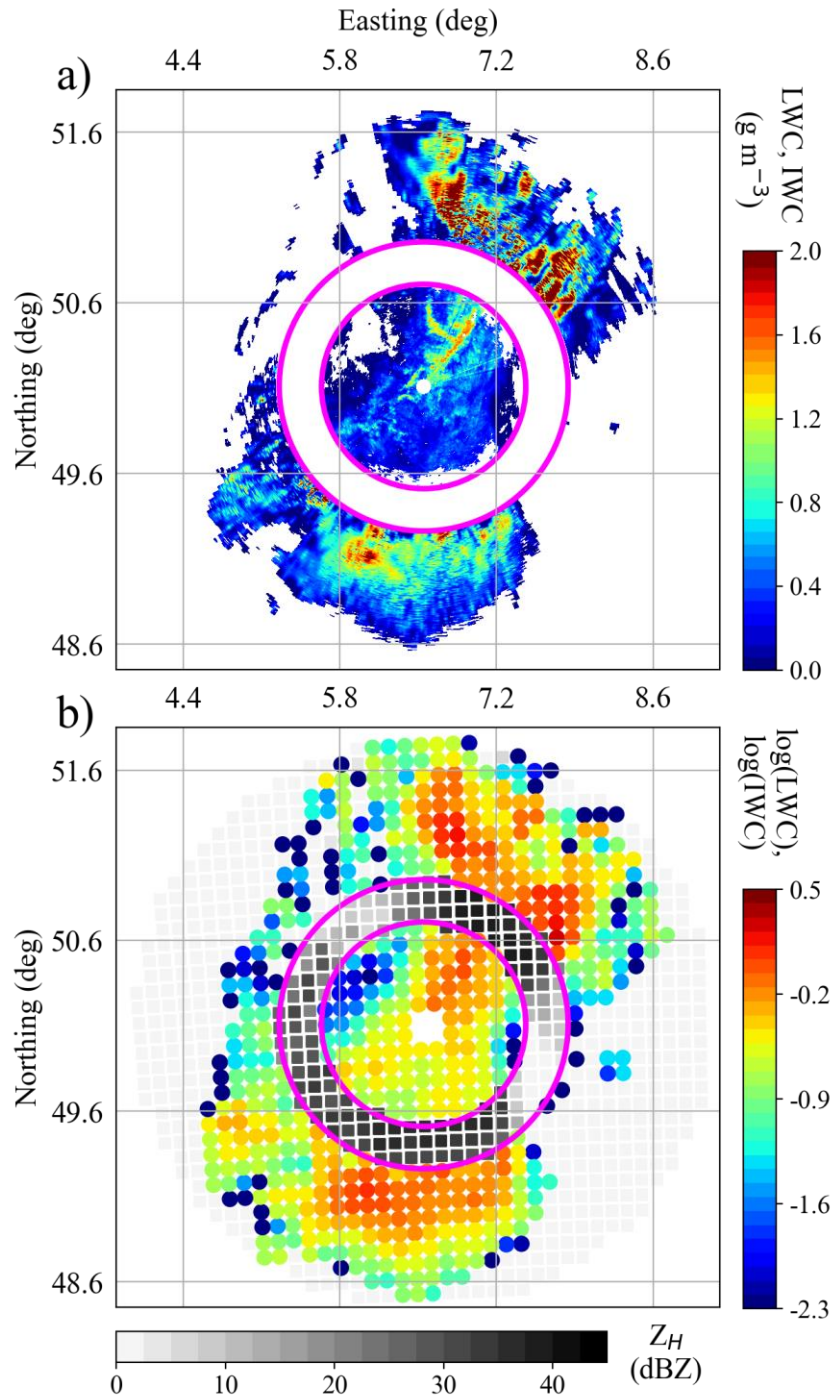 Easting (deg)
a)
4.4 5.8 7.2 8.6
LWC, IWC
(g m⁻³)
51.6
50.6
49.6
48.6
Northing (deg)
2.0
1.6
1.2
0.8
0.4
0.0
b)
4.4 5.8 7.2 8.6
log(LWC),
log(IWC)
51.6
50.6
49.6
48.6
Northing (deg)
0.5
-0.2
-0.9
-1.6
-2.3
0 10 20 30 40
Z_H
(dBZ)